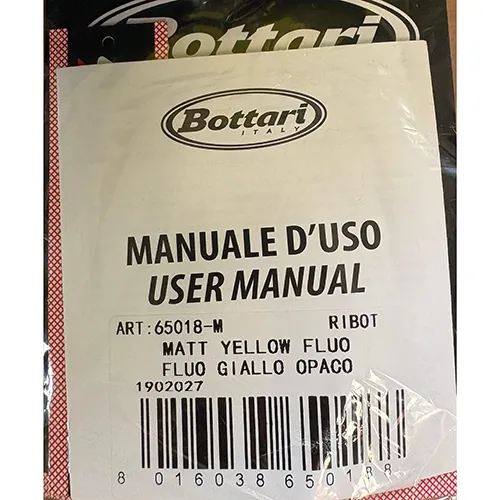 Bottari
Bottari
ITALY
MANUALE D'USO
USER MANUAL
ART:65018-M RIBOT
MATT YELLOW FLUO
FLUO GIALLO OPACO
1902027
8 016038 650188